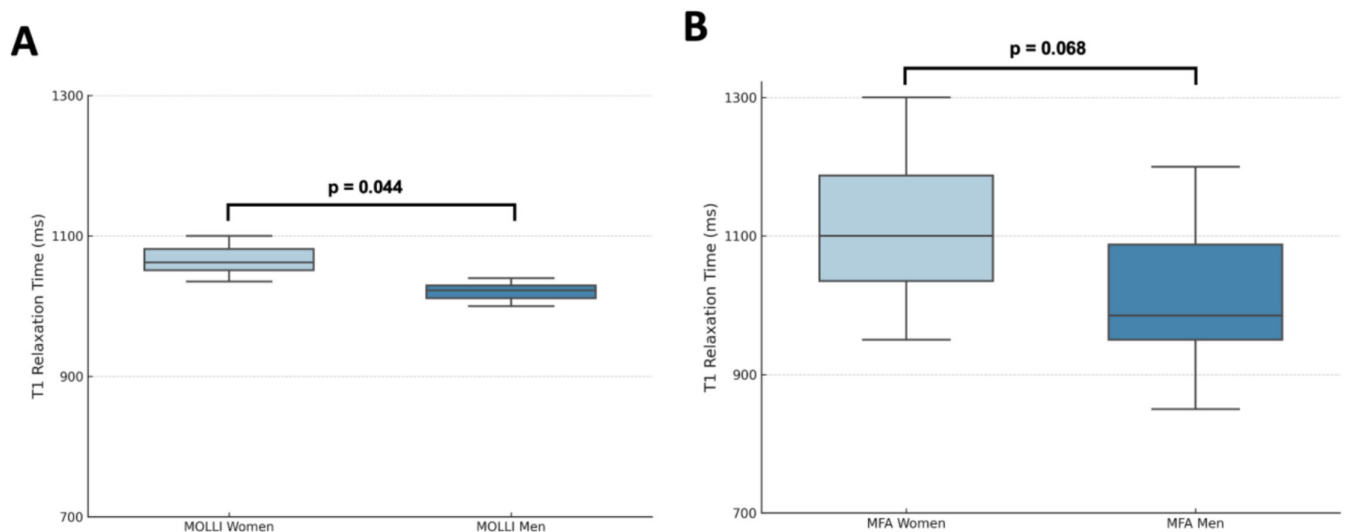 A
p = 0.044
T1 Relaxation Time (ms)
1300
1100
900
700
MOLLI Women
MOLLI Men
B
p = 0.068
T1 Relaxation Time (ms)
1300
1100
900
700
MFA Women
MFA Men